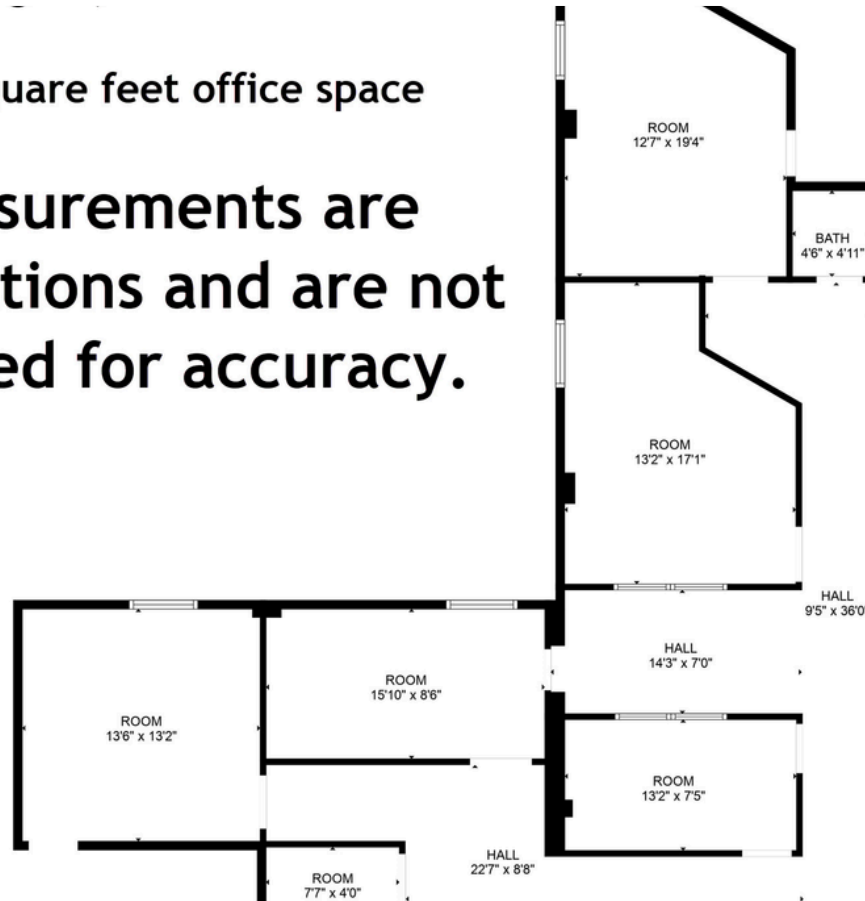 uare feet office space
surements are
tions and are not
ed for accuracy.
ROOM
12'7" x 19'4"
BATH
4'6" x 4'11"
ROOM
13'2" x 17'1"
HALL
9'5" x 36'0
HALL
14'3" x 7'0"
ROOM
15'10" x 8'6"
ROOM
13'6" x 13'2"
ROOM
13'2" x 7'5"
HALL
22'7" x 8'8"
ROOM
7'7" x 4'0"